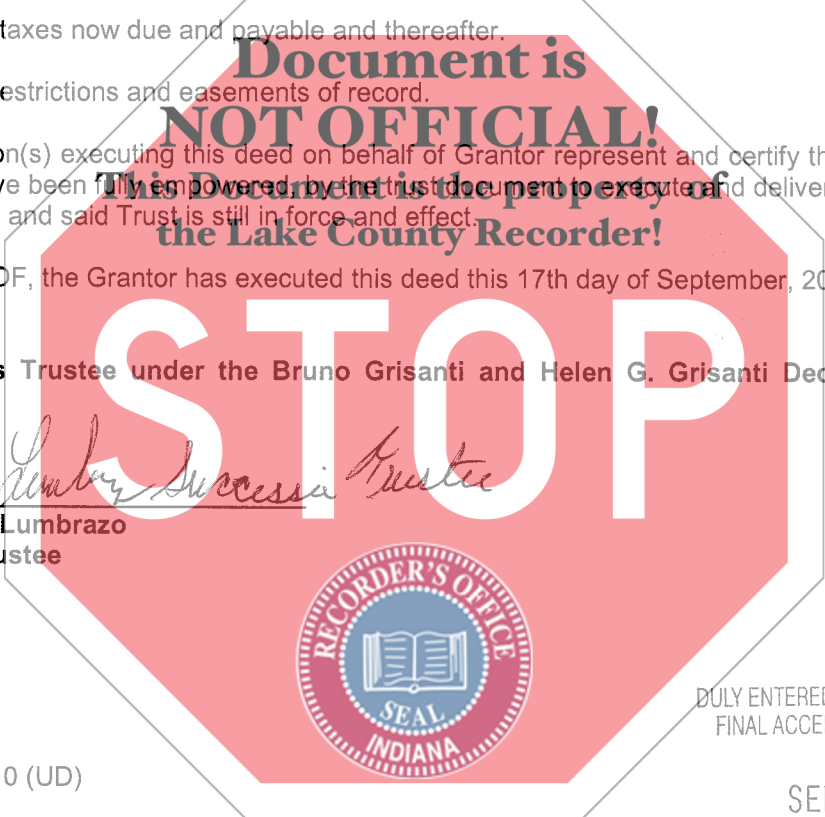 taxes now due and payable and thereafter.
Document is
estrictions and easements of record.
NOT OFFICIAL!
on(s) executing this deed on behalf of Grantor represent and certify th
ve been fully empowered, by the trust document to execute and deliver
This Document is the property of
and said Trust is still in force and effect.
the Lake County Recorder!
OF, the Grantor has executed this deed this 17th day of September, 20
STOP
s Trustee under the Bruno Grisanti and Helen G. Grisanti Dec
Successor Trustee
Lumbrazo
ustee
RECORDER'S OFFICE
SEAL
INDIANA
DULY ENTERED
FINAL ACCE
0 (UD)
SE